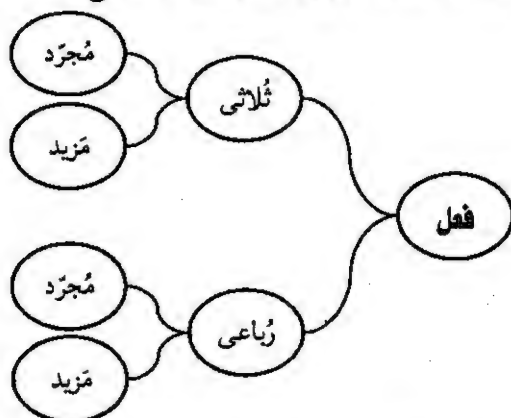 فعل
ثُلاثی
مُجرّد
مَزید
رُباعی
مُجرّد
مَزید